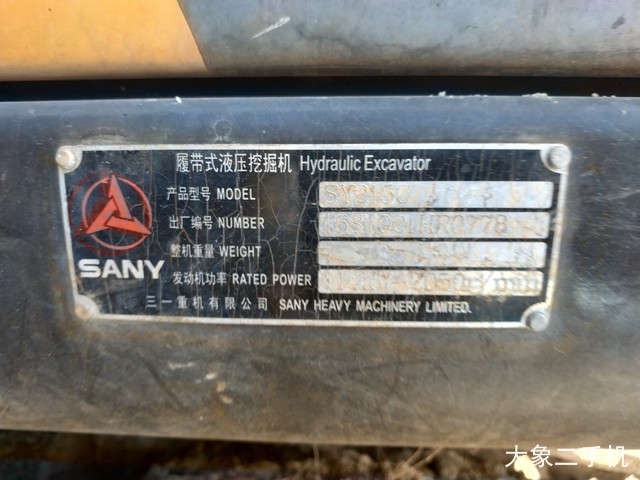 履带式液压挖掘机 Hydraulic Excavator
产品型号 MODEL
出厂编号 NUMBER
整机重量 WEIGHT
发动机功率 RATED POWER
SANY
三一重机有限公司 SANY HEAVY MACHINERY LIMITED.
大象二手机